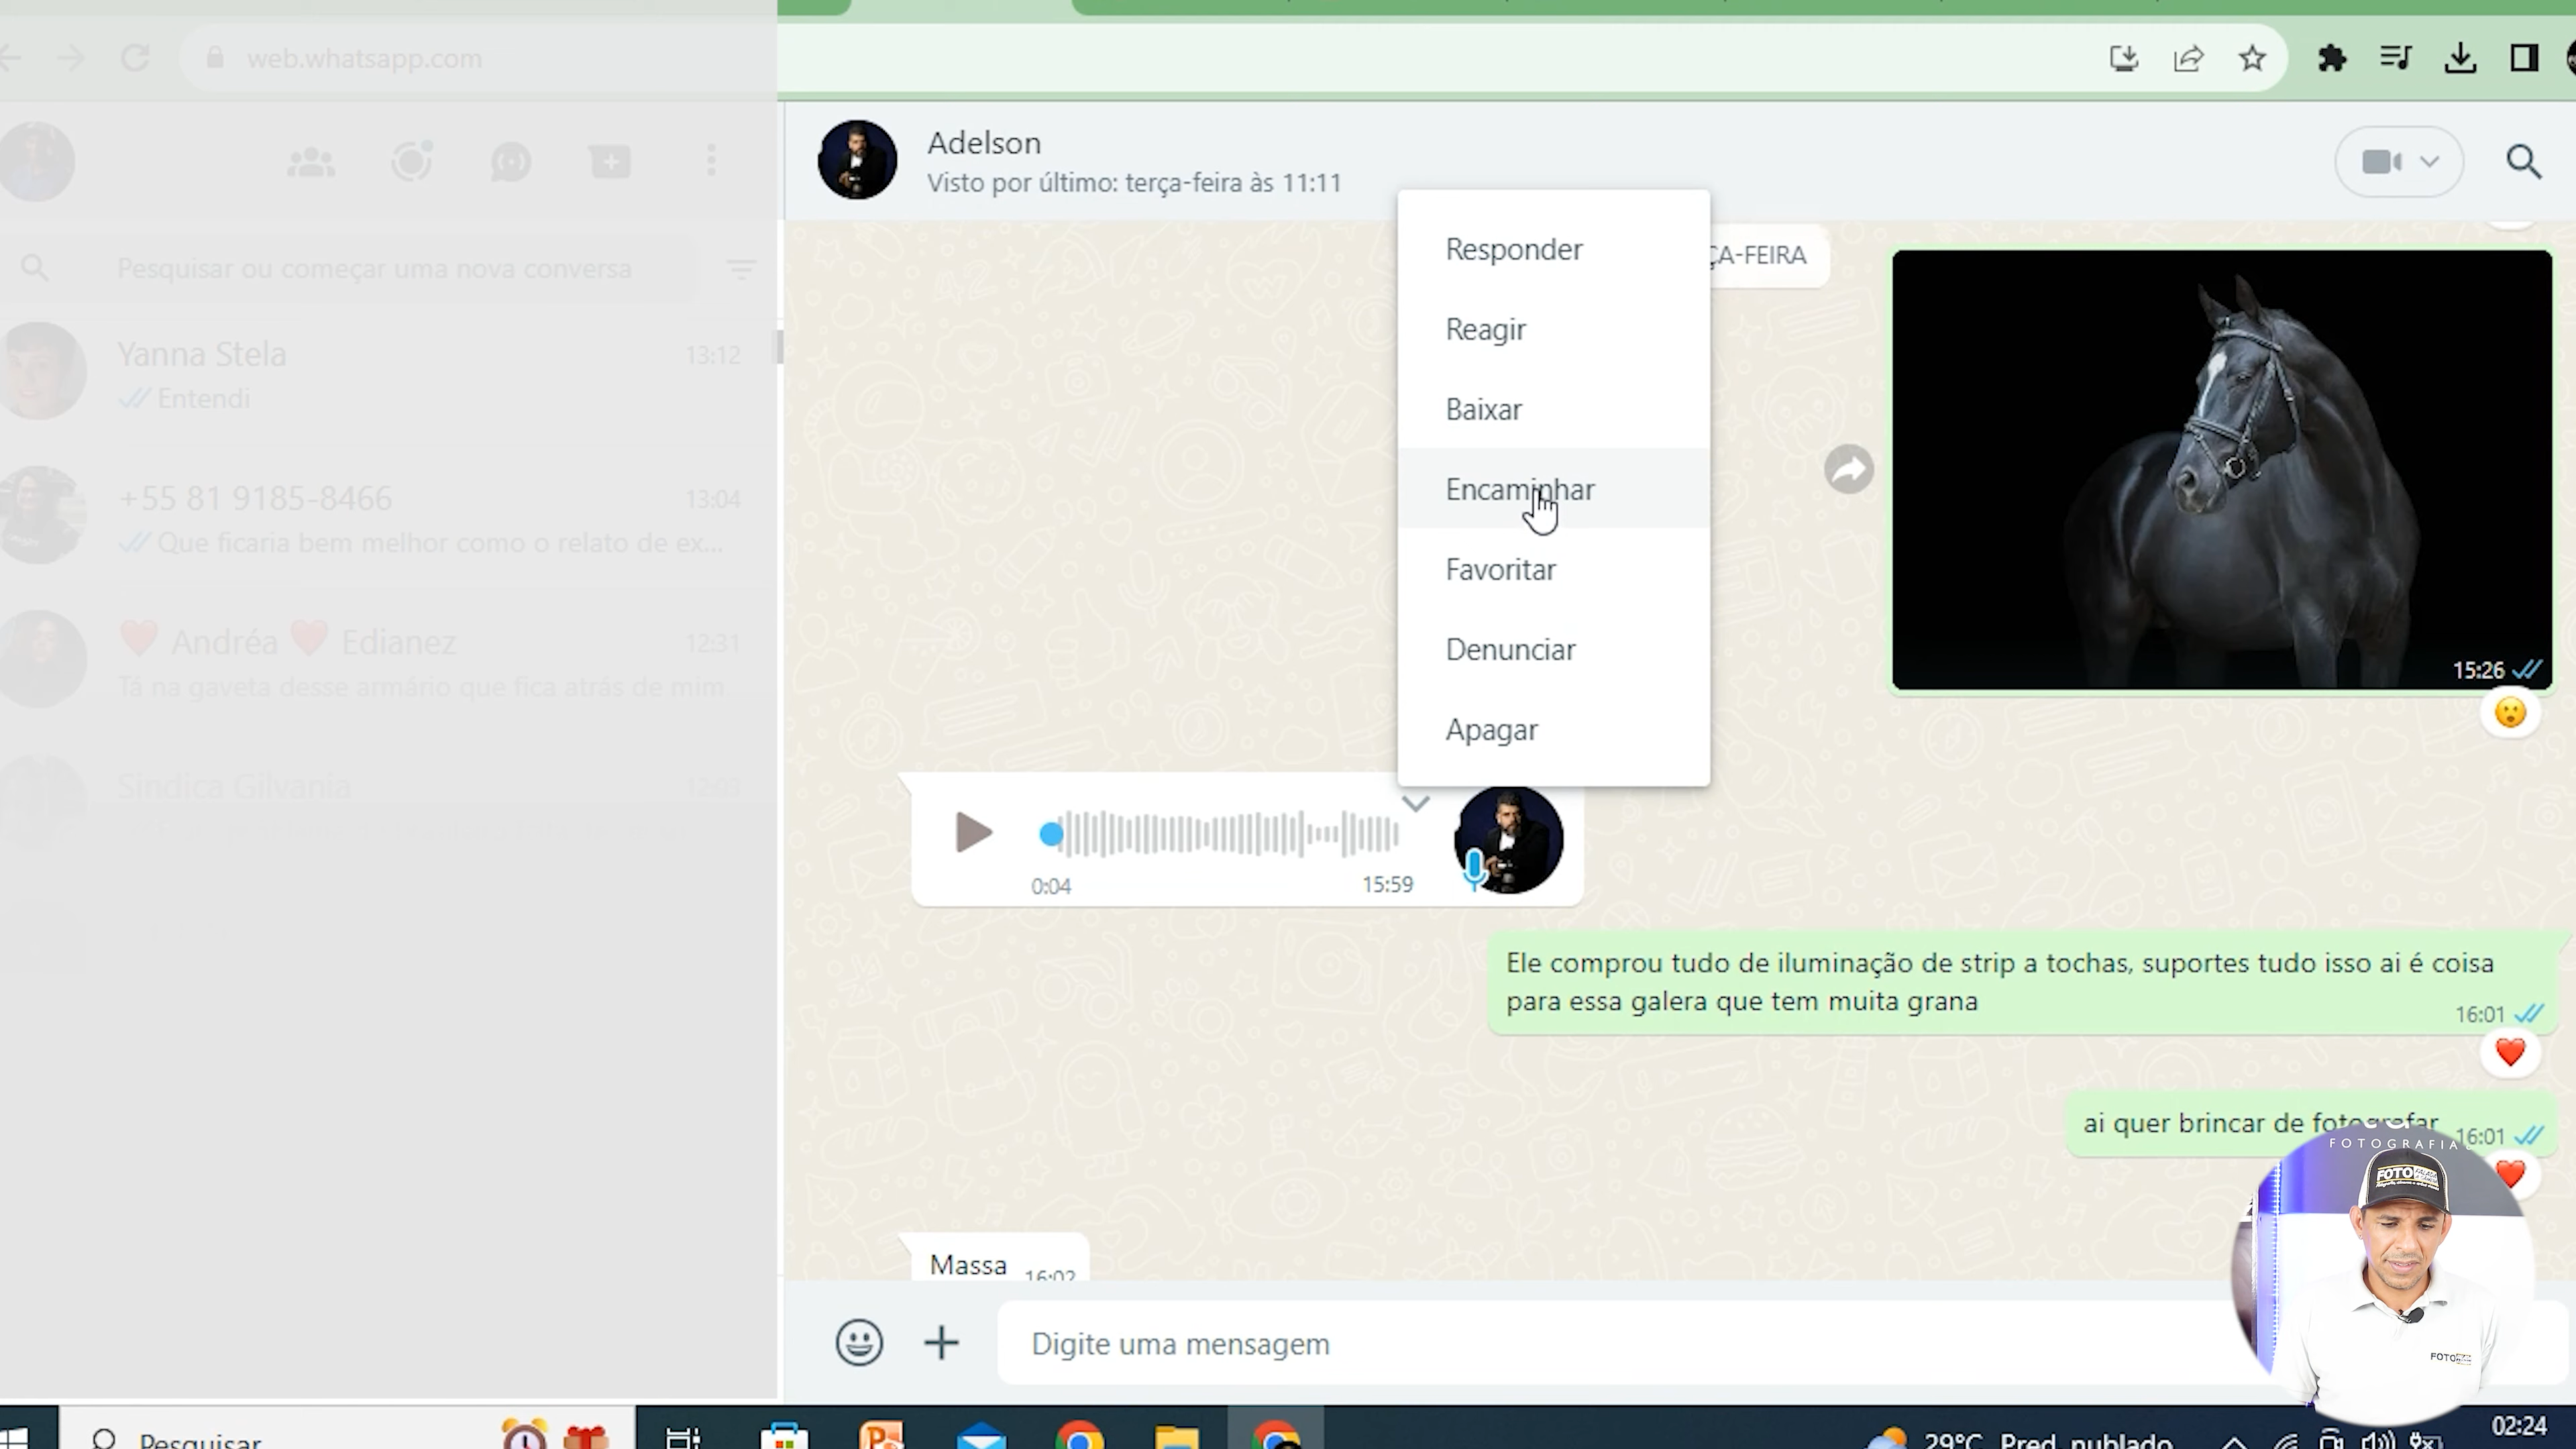 web.whatsapp.com
Pesquisar ou começar uma nova conversa
Yanna Stela
13:12
Entendi
+55 81 9185-8466
13:04
Que ficaria bem melhor como o relato de ex...
Andréa Edianez
12:31
Tá na gaveta desse armário que fica atrás de mim
Síndica Gilvania
12:03
Adelson
Visto por último: terça-feira às 11:11
ÇA-FEIRA
Responder
Reagir
Baixar
Encaminhar
Favoritar
Denunciar
Apagar
15:26
0:04
15:59
Ele comprou tudo de iluminação de strip a tochas, suportes tudo isso ai é coisa
para essa galera que tem muita grana
16:01
ai quer brincar de fotografar
16:01
FOTOGRAFIA
FOTO
FOTO
Massa
16:02
Digite uma mensagem
Pesquisar
29°C Pred. nublado
02:24